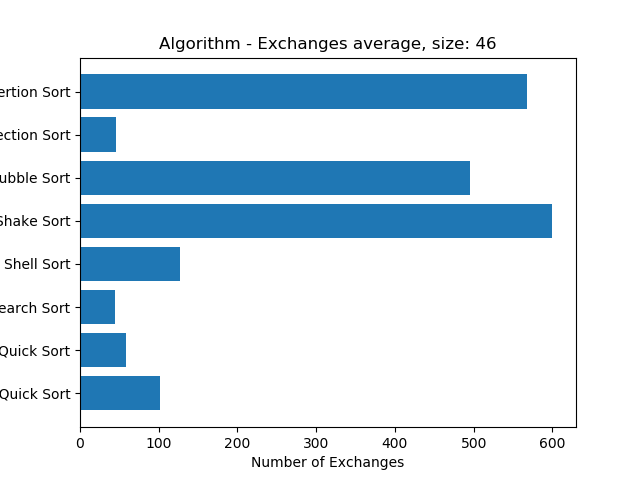 Algorithm - Exchanges average, size: 46
ertion Sort
ection Sort
ubble Sort
Shake Sort
Shell Sort
earch Sort
Quick Sort
Quick Sort
0 100 200 300 400 500 600
Number of Exchanges